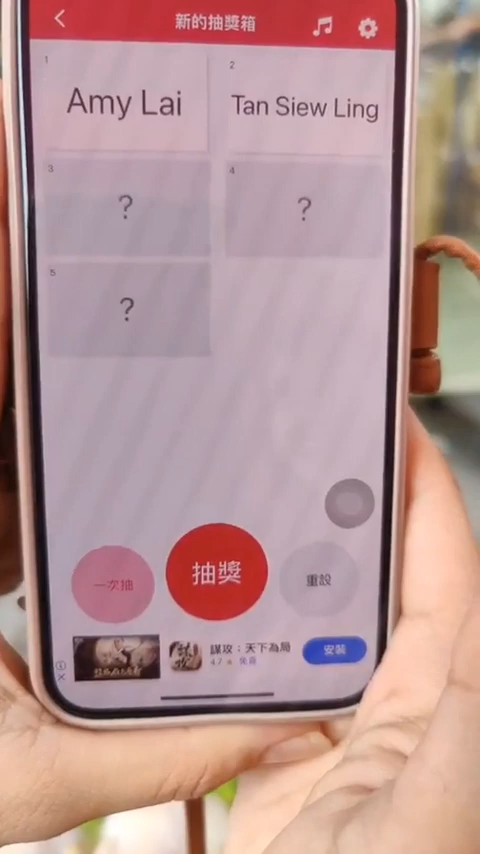 新的抽獎箱
1
Amy Lai
2
Tan Siew Ling
3
?
4
?
5
?
一次抽
抽獎
重設
謀攻：天下為局
4.7 ★ 免費
安裝